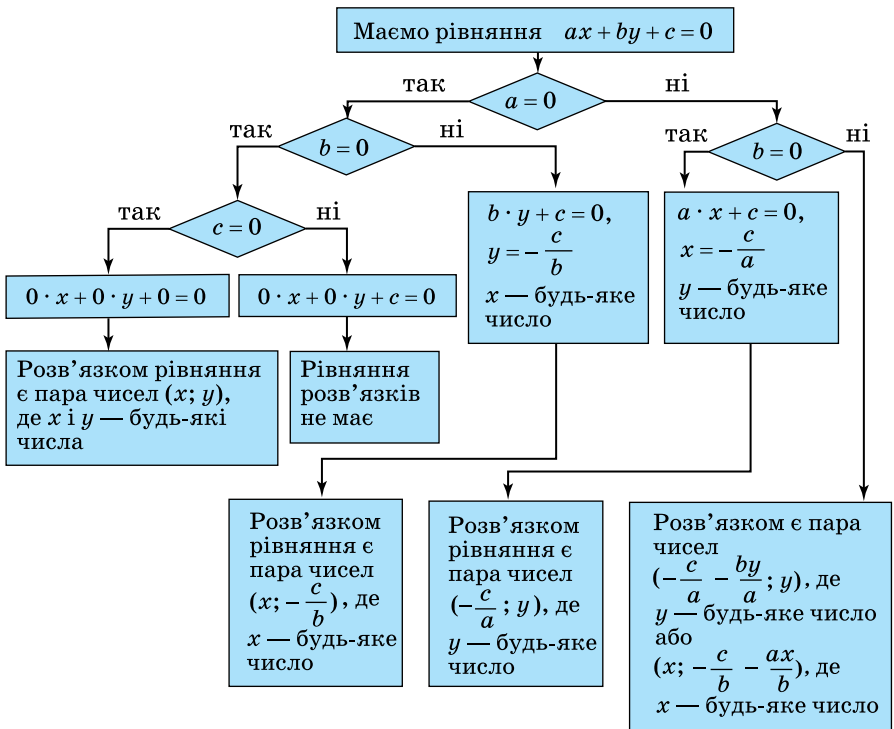 Маємо рівняння ax + by + c = 0
так
a = 0
ні
так
b = 0
ні
так
b = 0
ні
так
c = 0
ні
b · y + c = 0,
y = − c/b
x — будь-яке
число
a · x + c = 0,
x = − c/a
y — будь-яке
число
0 · x + 0 · y + 0 = 0
0 · x + 0 · y + c = 0
Розв’язком рівняння
є пара чисел (x; y),
де x і y — будь-які
числа
Рівняння
розв’язків
не має
Розв’язком
рівняння є
пара чисел
(x; − c/b), де
x — будь-яке
число
Розв’язком
рівняння є
пара чисел
(− c/a ; y), де
y — будь-яке
число
Розв’язком є пара
чисел
(− c/a − by/a ; y), де
y — будь-яке число
або
(x; − c/b − ax/b), де
x — будь-яке число